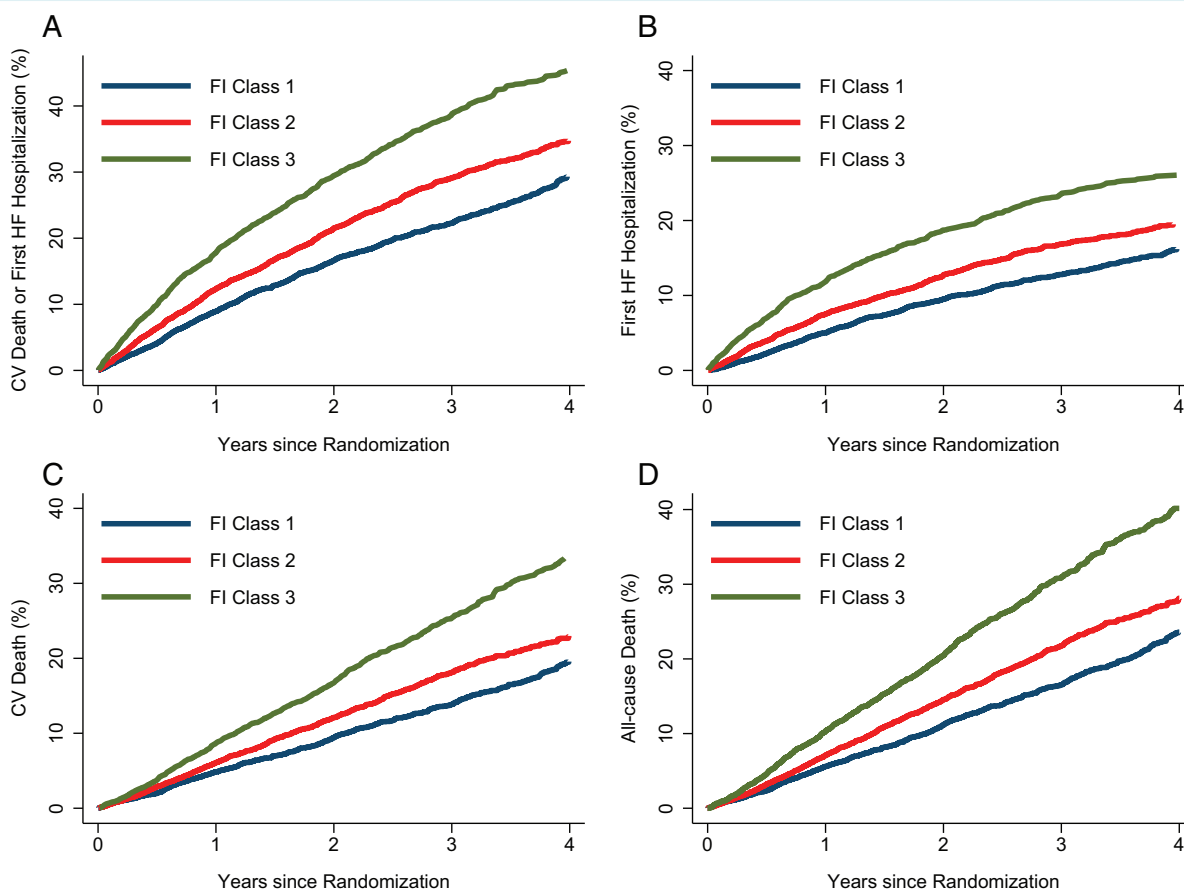 A
CV Death or First HF Hospitalization (%)
40
30
20
10
0
FI Class 1
FI Class 2
FI Class 3
0 1 2 3 4
Years since Randomization
B
First HF Hospitalization (%)
40
30
20
10
0
FI Class 1
FI Class 2
FI Class 3
0 1 2 3 4
Years since Randomization
C
CV Death (%)
40
30
20
10
0
FI Class 1
FI Class 2
FI Class 3
0 1 2 3 4
Years since Randomization
D
All-cause Death (%)
40
30
20
10
0
FI Class 1
FI Class 2
FI Class 3
0 1 2 3 4
Years since Randomization